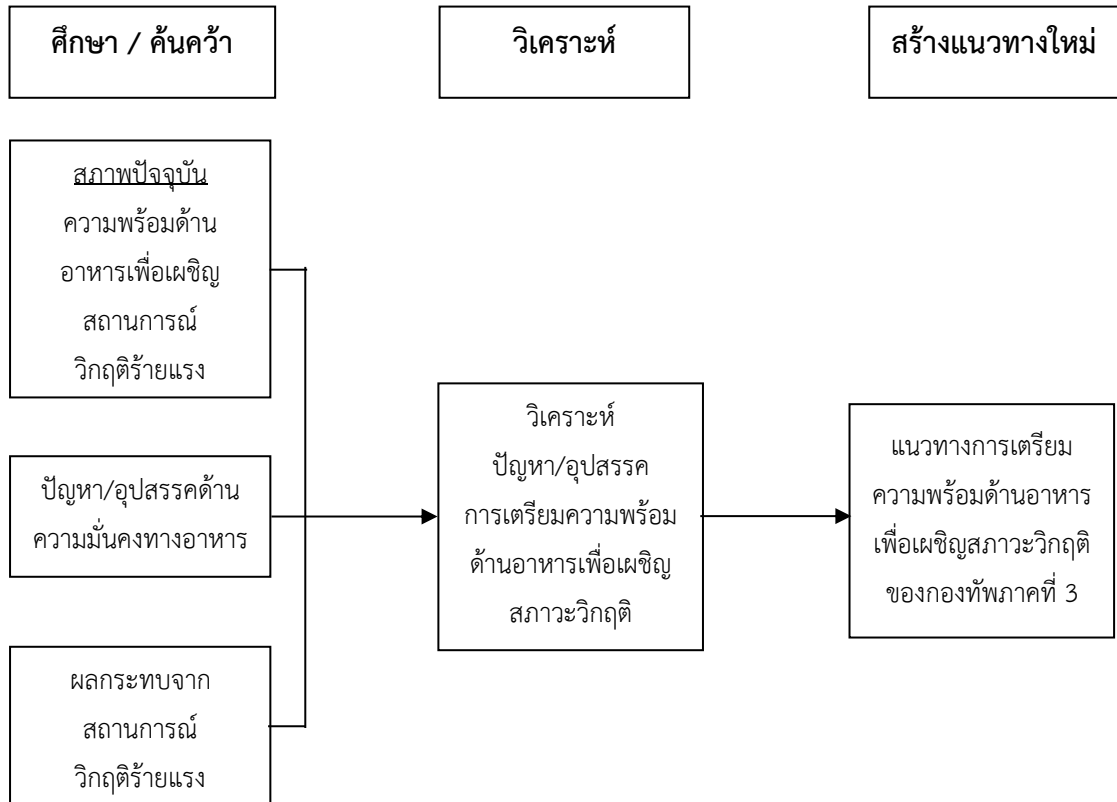 ศึกษา / ค้นคว้า
วิเคราะห์
สร้างแนวทางใหม่
สภาพปัจจุบัน
ความพร้อมด้าน
อาหารเพื่อเผชิญ
สถานการณ์
วิกฤติร้ายแรง
ปัญหา/อุปสรรคด้าน
ความมั่นคงทางอาหาร
ผลกระทบจาก
สถานการณ์
วิกฤติร้ายแรง
วิเคราะห์
ปัญหา/อุปสรรค
การเตรียมความพร้อม
ด้านอาหารเพื่อเผชิญ
สภาวะวิกฤติ
แนวทางการเตรียม
ความพร้อมด้านอาหาร
เพื่อเผชิญสภาวะวิกฤติ
ของกองทัพภาคที่ 3